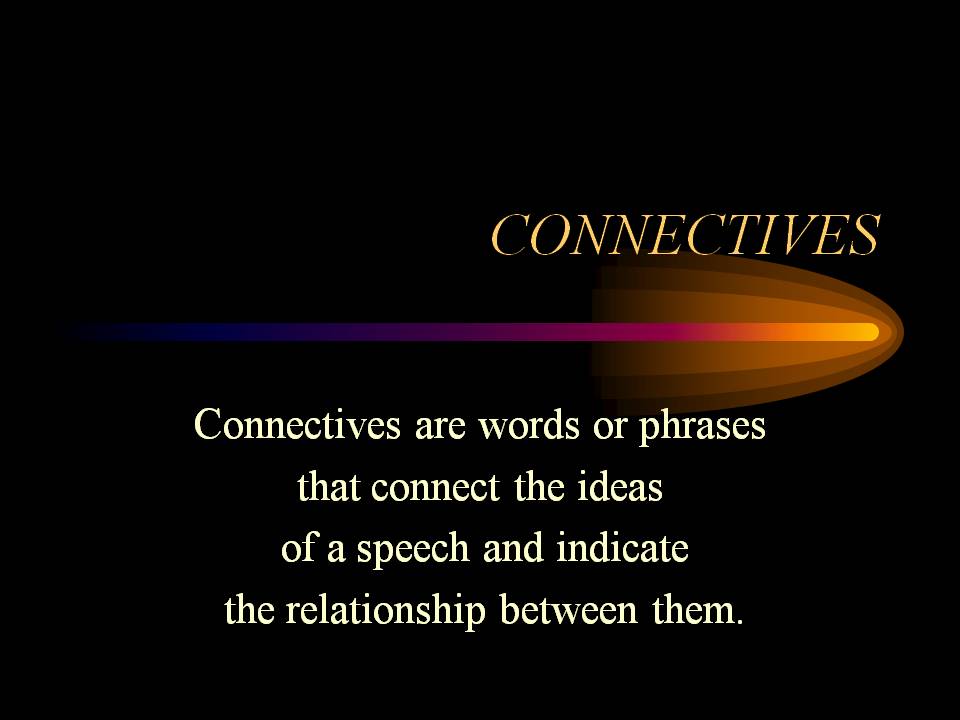 CONNECTIVES
Connectives are words or phrases
that connect the ideas
of a speech and indicate
the relationship between them.